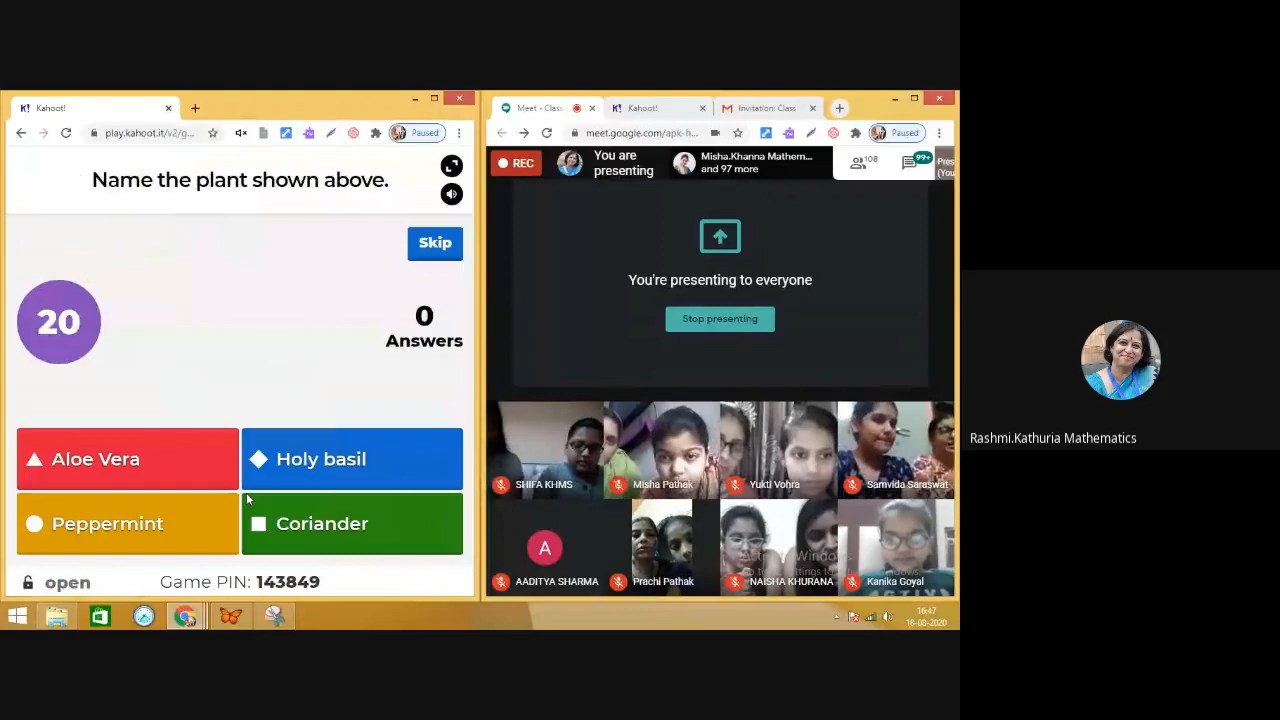 Kahoot!
play.kahoot.it/v2/g...
Paused
Name the plant shown above.
Skip
20
0
Answers
Aloe Vera
Holy basil
Peppermint
Coriander
open
Game PIN: 143849
Meet - Class
Kahoot!
Invitation: Class
meet.google.com/apk-h...
Paused
REC
You are
presenting
Misha.Khanna Mathem...
and 97 more
108
99+
Pres
(You
You're presenting to everyone
Stop presenting
SHIFA KHMS
Misha Pathek
Yukti Vohra
Samvida Saraswat
A
AADITYA SHARMA
Prachi Pathak
NAISHA KHURANA
Kanika Goyal
16:47
18-08-2020
Rashmi.Kathuria Mathematics